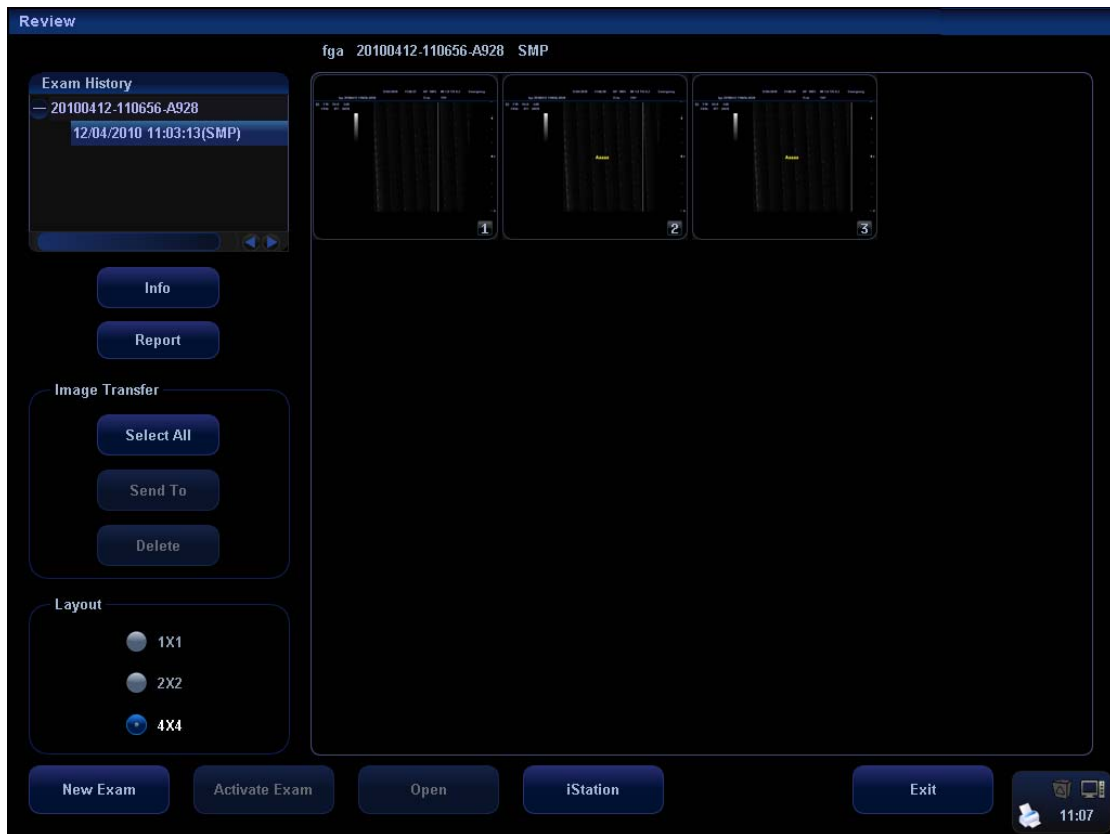 Review
fga 20100412-110656-A928 SMP
Exam History
20100412-110656-A928
12/04/2010 11:03:13(SMP)
1
2
3
Info
Report
Image Transfer
Select All
Send To
Delete
Layout
1X1
2X2
4X4
New Exam
Activate Exam
Open
iStation
Exit
11:07